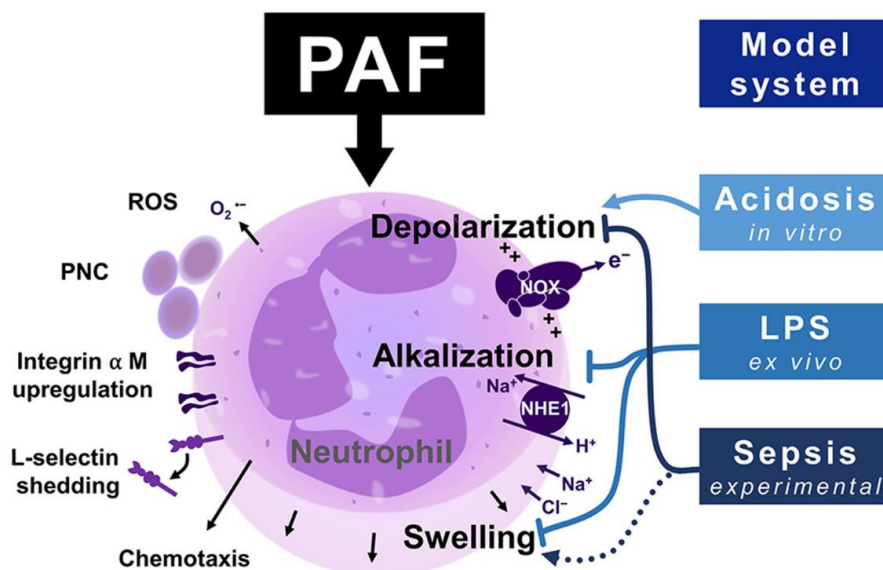 PAF
Model
system
ROS
O₂•−
Depolarization
Acidosis
in vitro
++
NOX
e−
PNC
++
LPS
ex vivo
Integrin α M
upregulation
Alkalization
Na+
NHE1
H+
Neutrophil
L-selectin
shedding
Na+
Cl−
Sepsis
experimental
Swelling
Chemotaxis